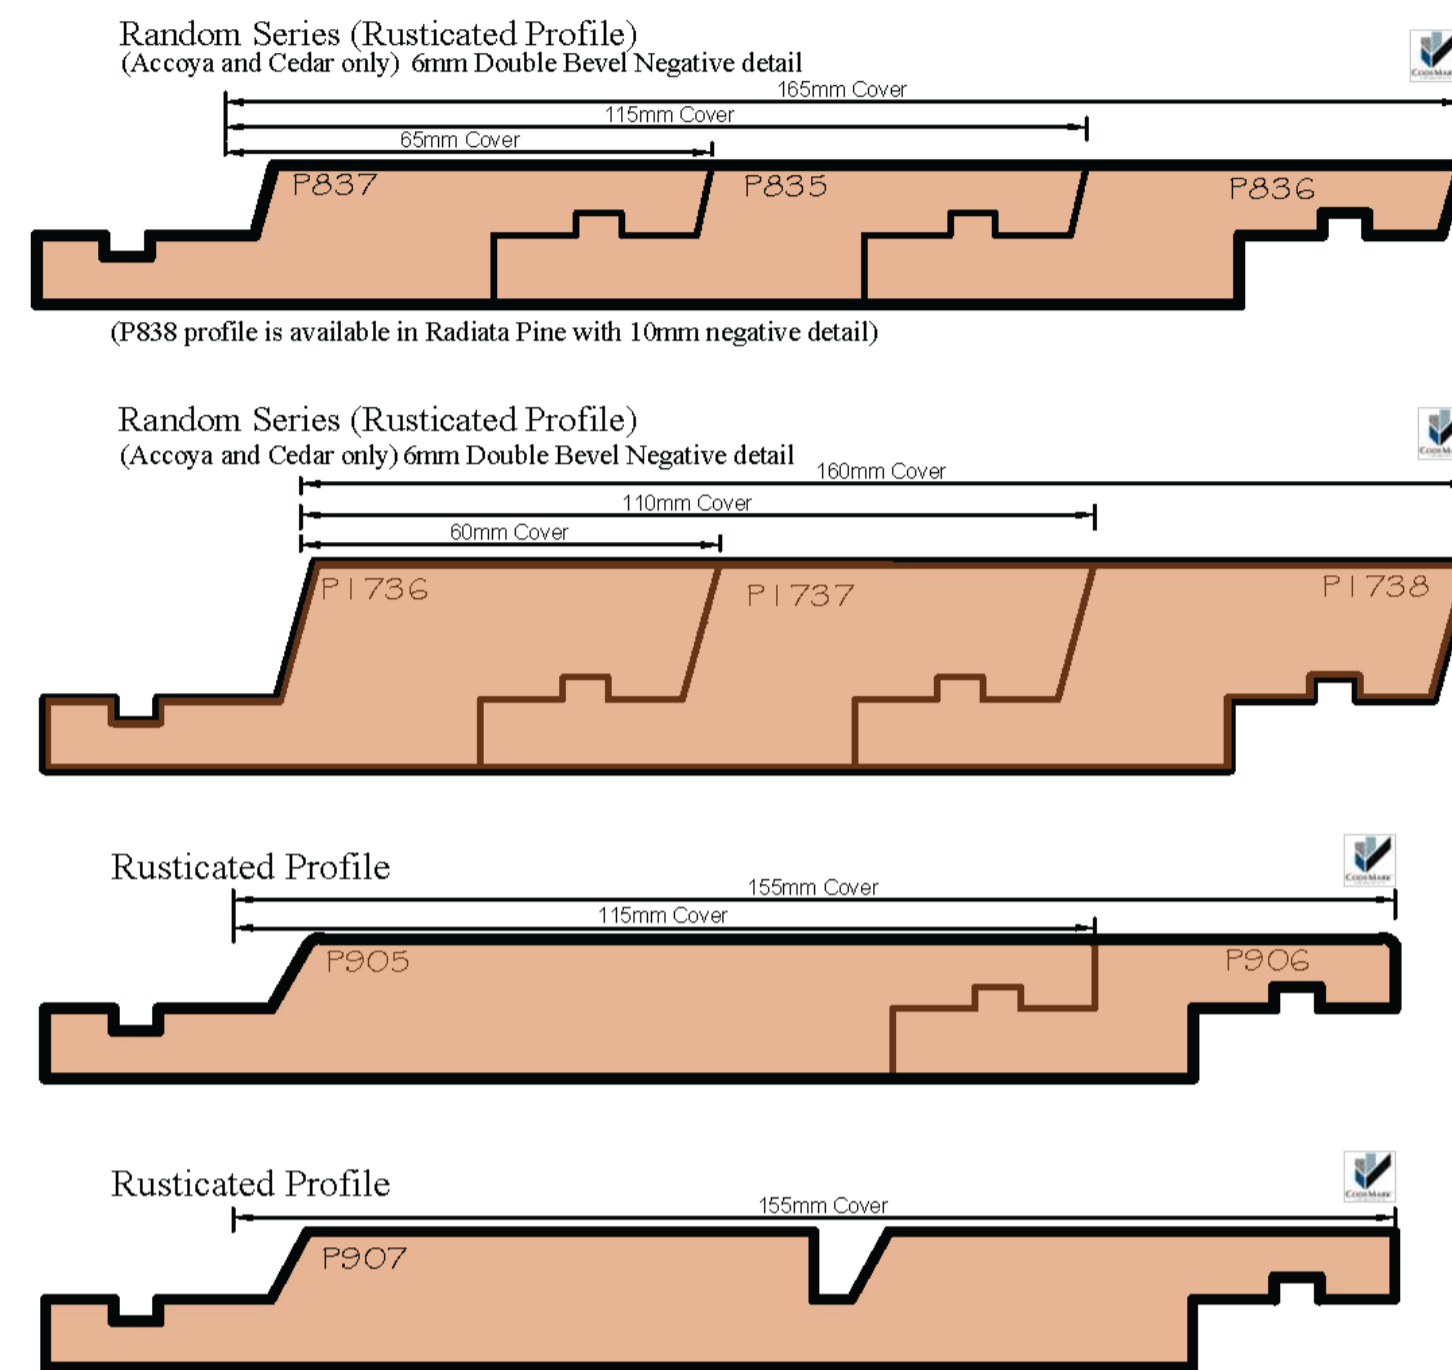 Random Series (Rusticated Profile)
(Accoya and Cedar only) 6mm Double Bevel Negative detail
165mm Cover
115mm Cover
65mm Cover
P837
P835
P836
(P838 profile is available in Radiata Pine with 10mm negative detail)
Random Series (Rusticated Profile)
(Accoya and Cedar only) 6mm Double Bevel Negative detail
160mm Cover
110mm Cover
60mm Cover
P1736
P1737
P1738
Rusticated Profile
CodeMark
155mm Cover
115mm Cover
P905
P906
Rusticated Profile
CodeMark
155mm Cover
P907